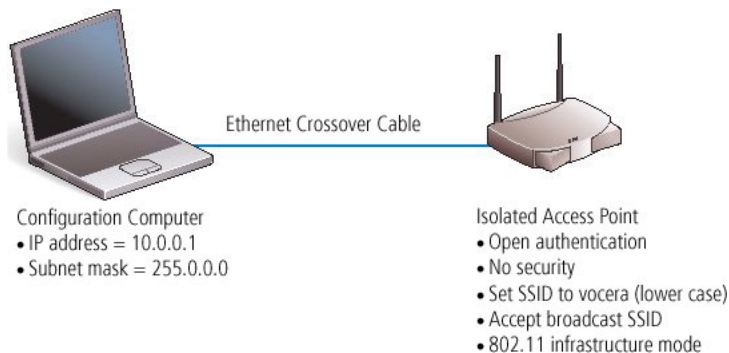 Ethernet Crossover Cable
Configuration Computer
• IP address = 10.0.0.1
• Subnet mask = 255.0.0.0
Isolated Access Point
• Open authentication
• No security
• Set SSID to vocera (lower case)
• Accept broadcast SSID
• 802.11 infrastructure mode